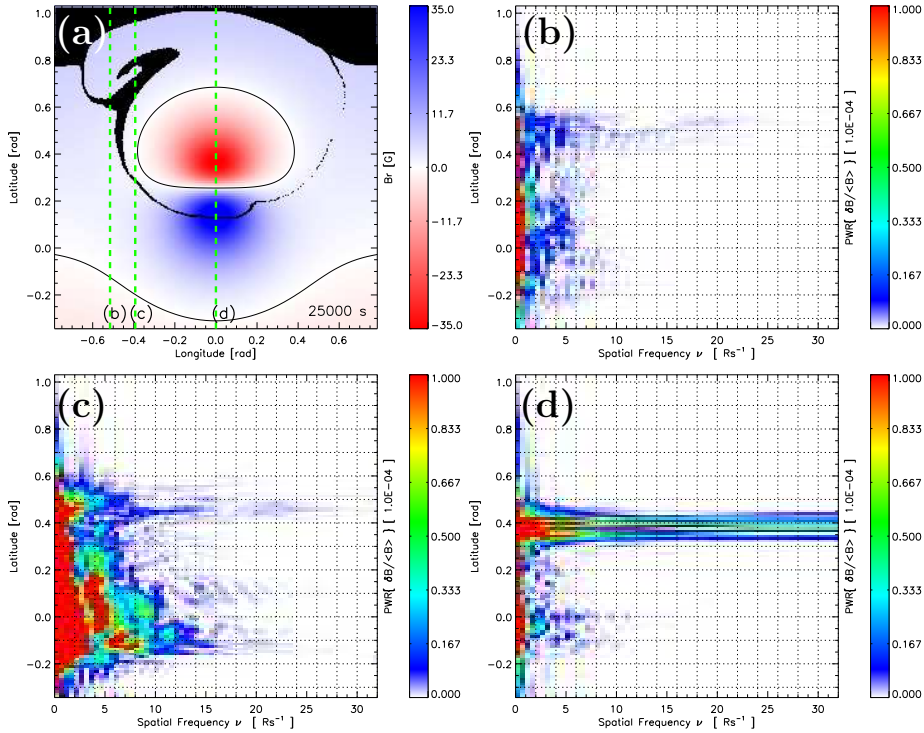 (a)
1.0
0.8
0.6
0.4
0.2
0.0
−0.2
Latitude [rad]
−0.6 −0.4 −0.2 0.0 0.2 0.4 0.6
Longitude [rad]
(b) (c) (d) 25000 s
35.0
23.3
11.7
0.0
−11.7
−23.3
−35.0
Br [G]
(b)
1.0
0.8
0.6
0.4
0.2
0.0
−0.2
Latitude [rad]
0 5 10 15 20 25 30
Spatial Frequency ν [ Rs⁻¹ ]
1.000
0.833
0.667
0.500
0.333
0.167
0.000
PWR[ δB/<B> ] [ 1.0E−04 ]
(c)
1.0
0.8
0.6
0.4
0.2
0.0
−0.2
Latitude [rad]
0 5 10 15 20 25 30
Spatial Frequency ν [ Rs⁻¹ ]
1.000
0.833
0.667
0.500
0.333
0.167
0.000
PWR[ δB/<B> ] [ 1.0E−04 ]
(d)
1.0
0.8
0.6
0.4
0.2
0.0
−0.2
Latitude [rad]
0 5 10 15 20 25 30
Spatial Frequency ν [ Rs⁻¹ ]
1.000
0.833
0.667
0.500
0.333
0.167
0.000
PWR[ δB/<B> ] [ 1.0E−04 ]